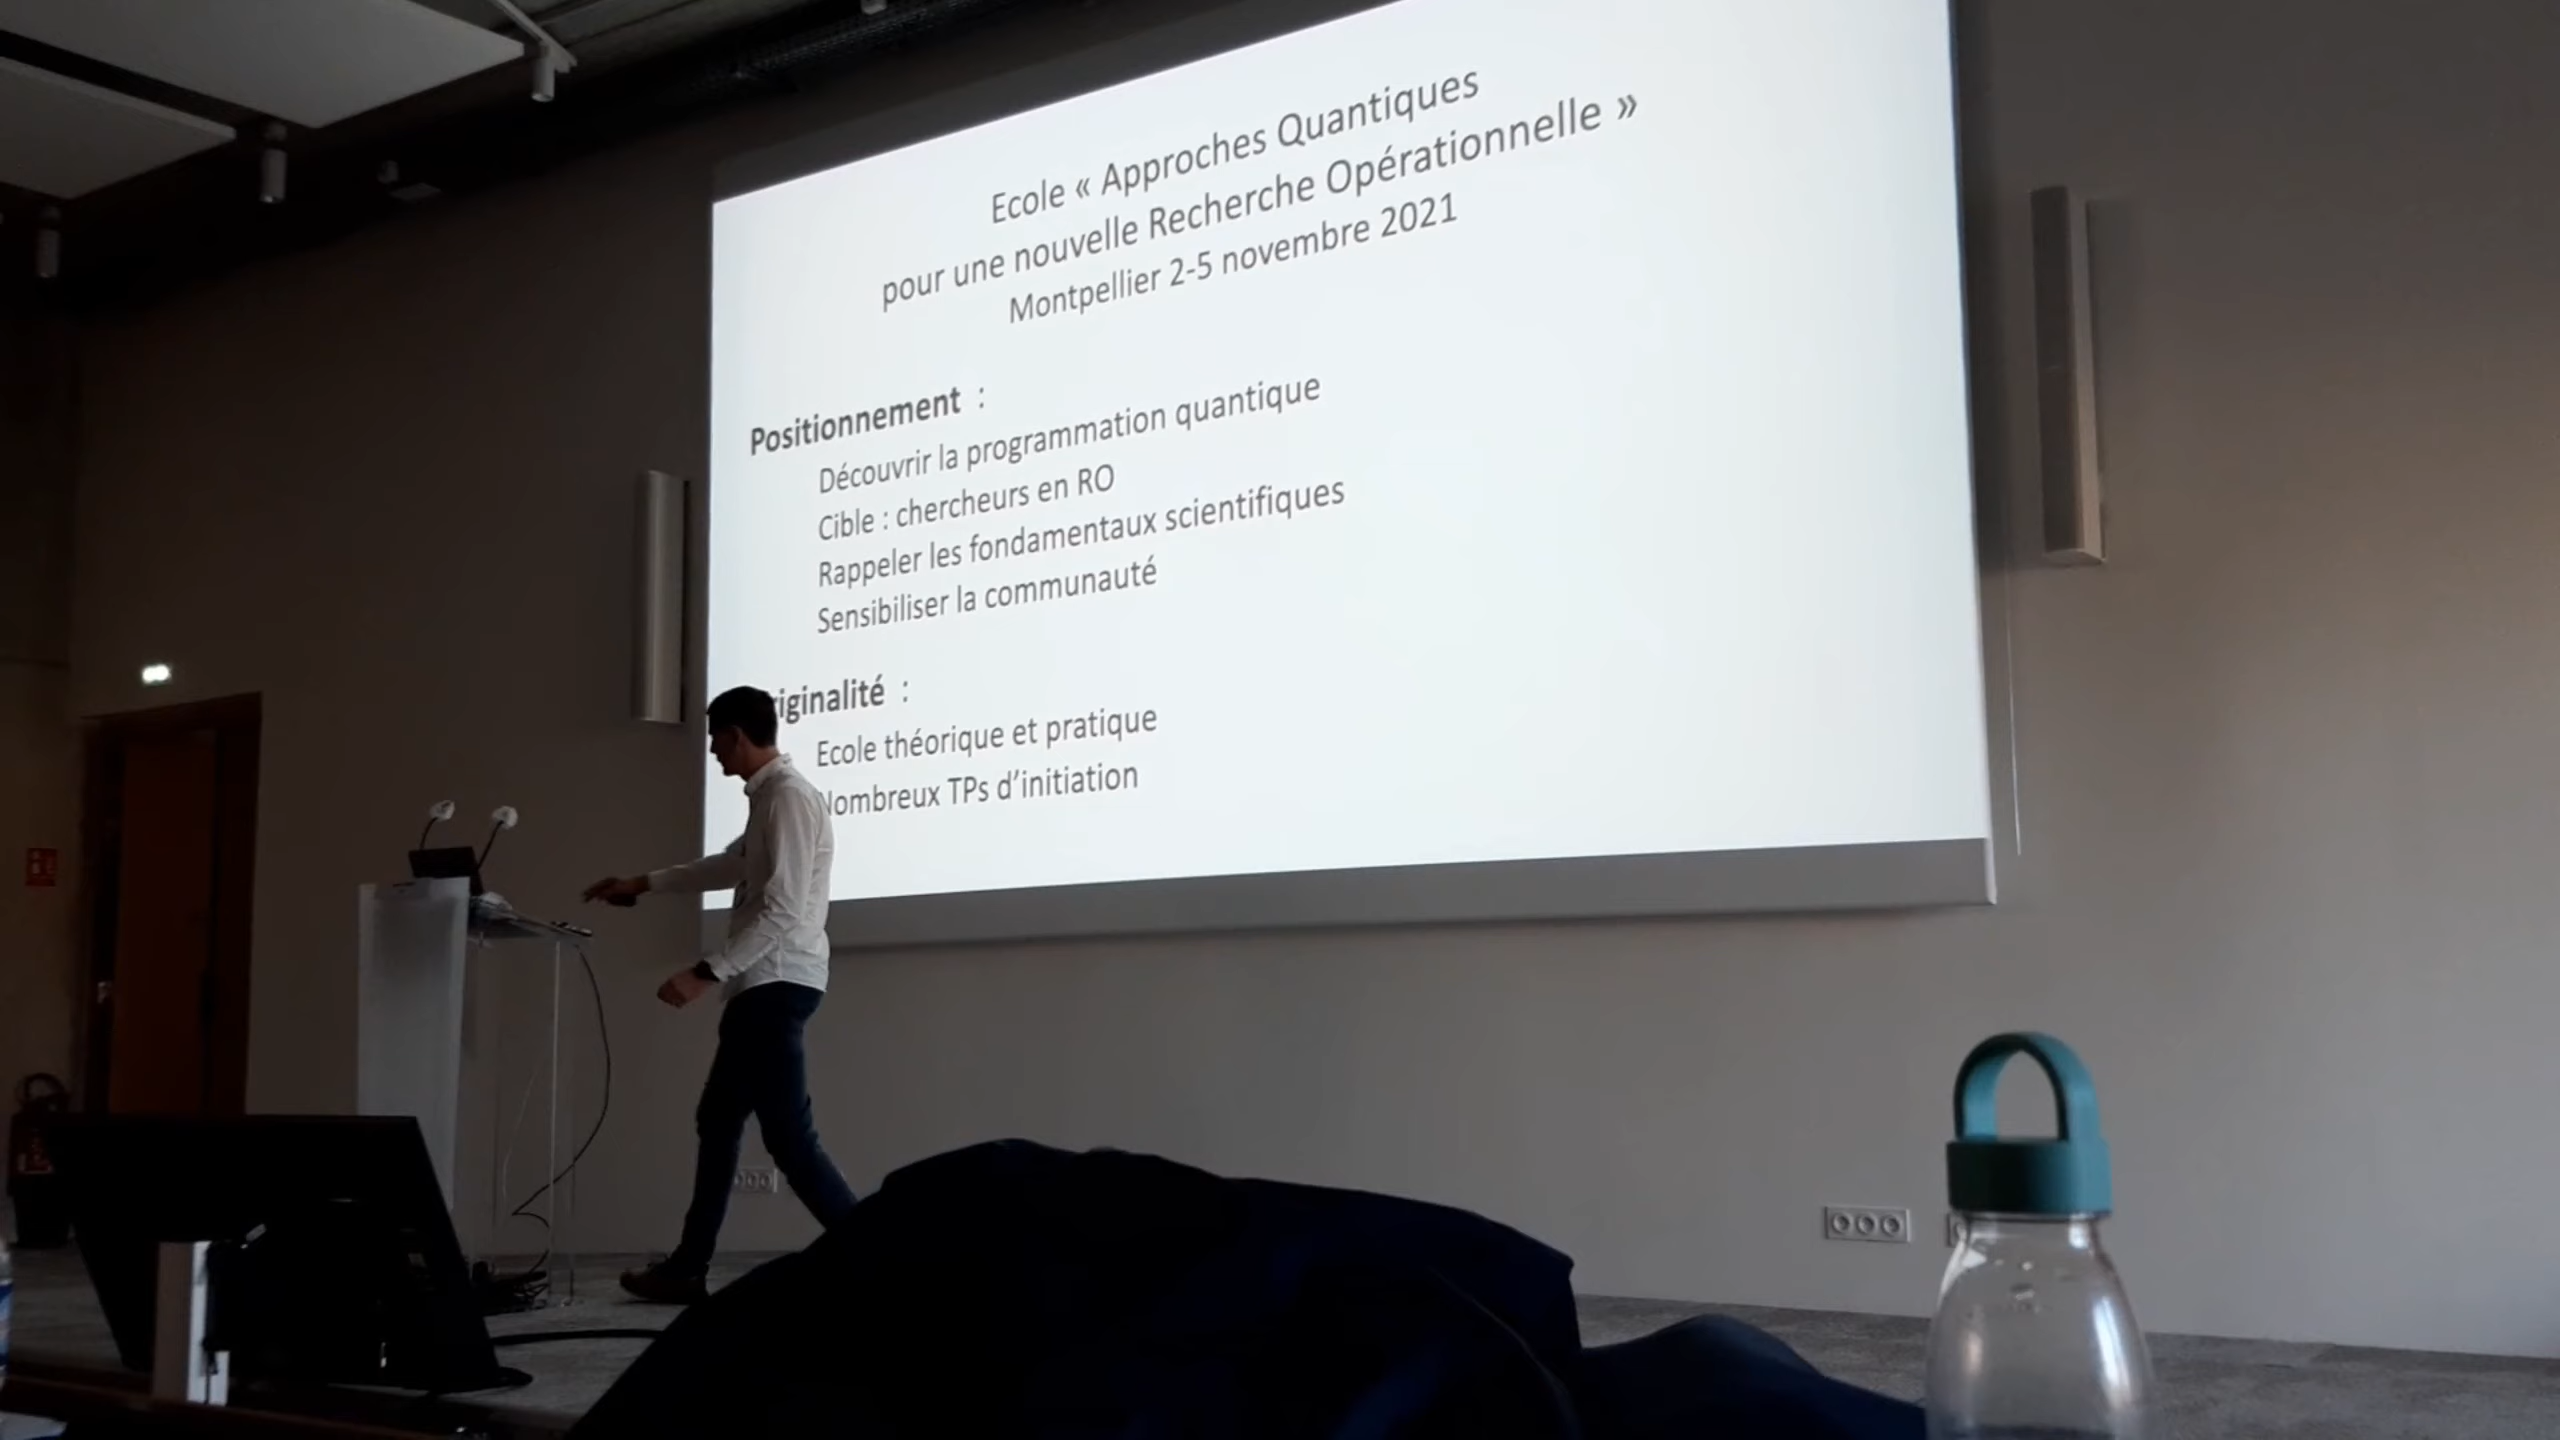 Ecole « Approches Quantiques
pour une nouvelle Recherche Opérationnelle »
Montpellier 2-5 novembre 2021
Positionnement :
Découvrir la programmation quantique
Cible : chercheurs en RO
Rappeler les fondamentaux scientifiques
Sensibiliser la communauté
riginalité :
Ecole théorique et pratique
Nombreux TPs d’initiation